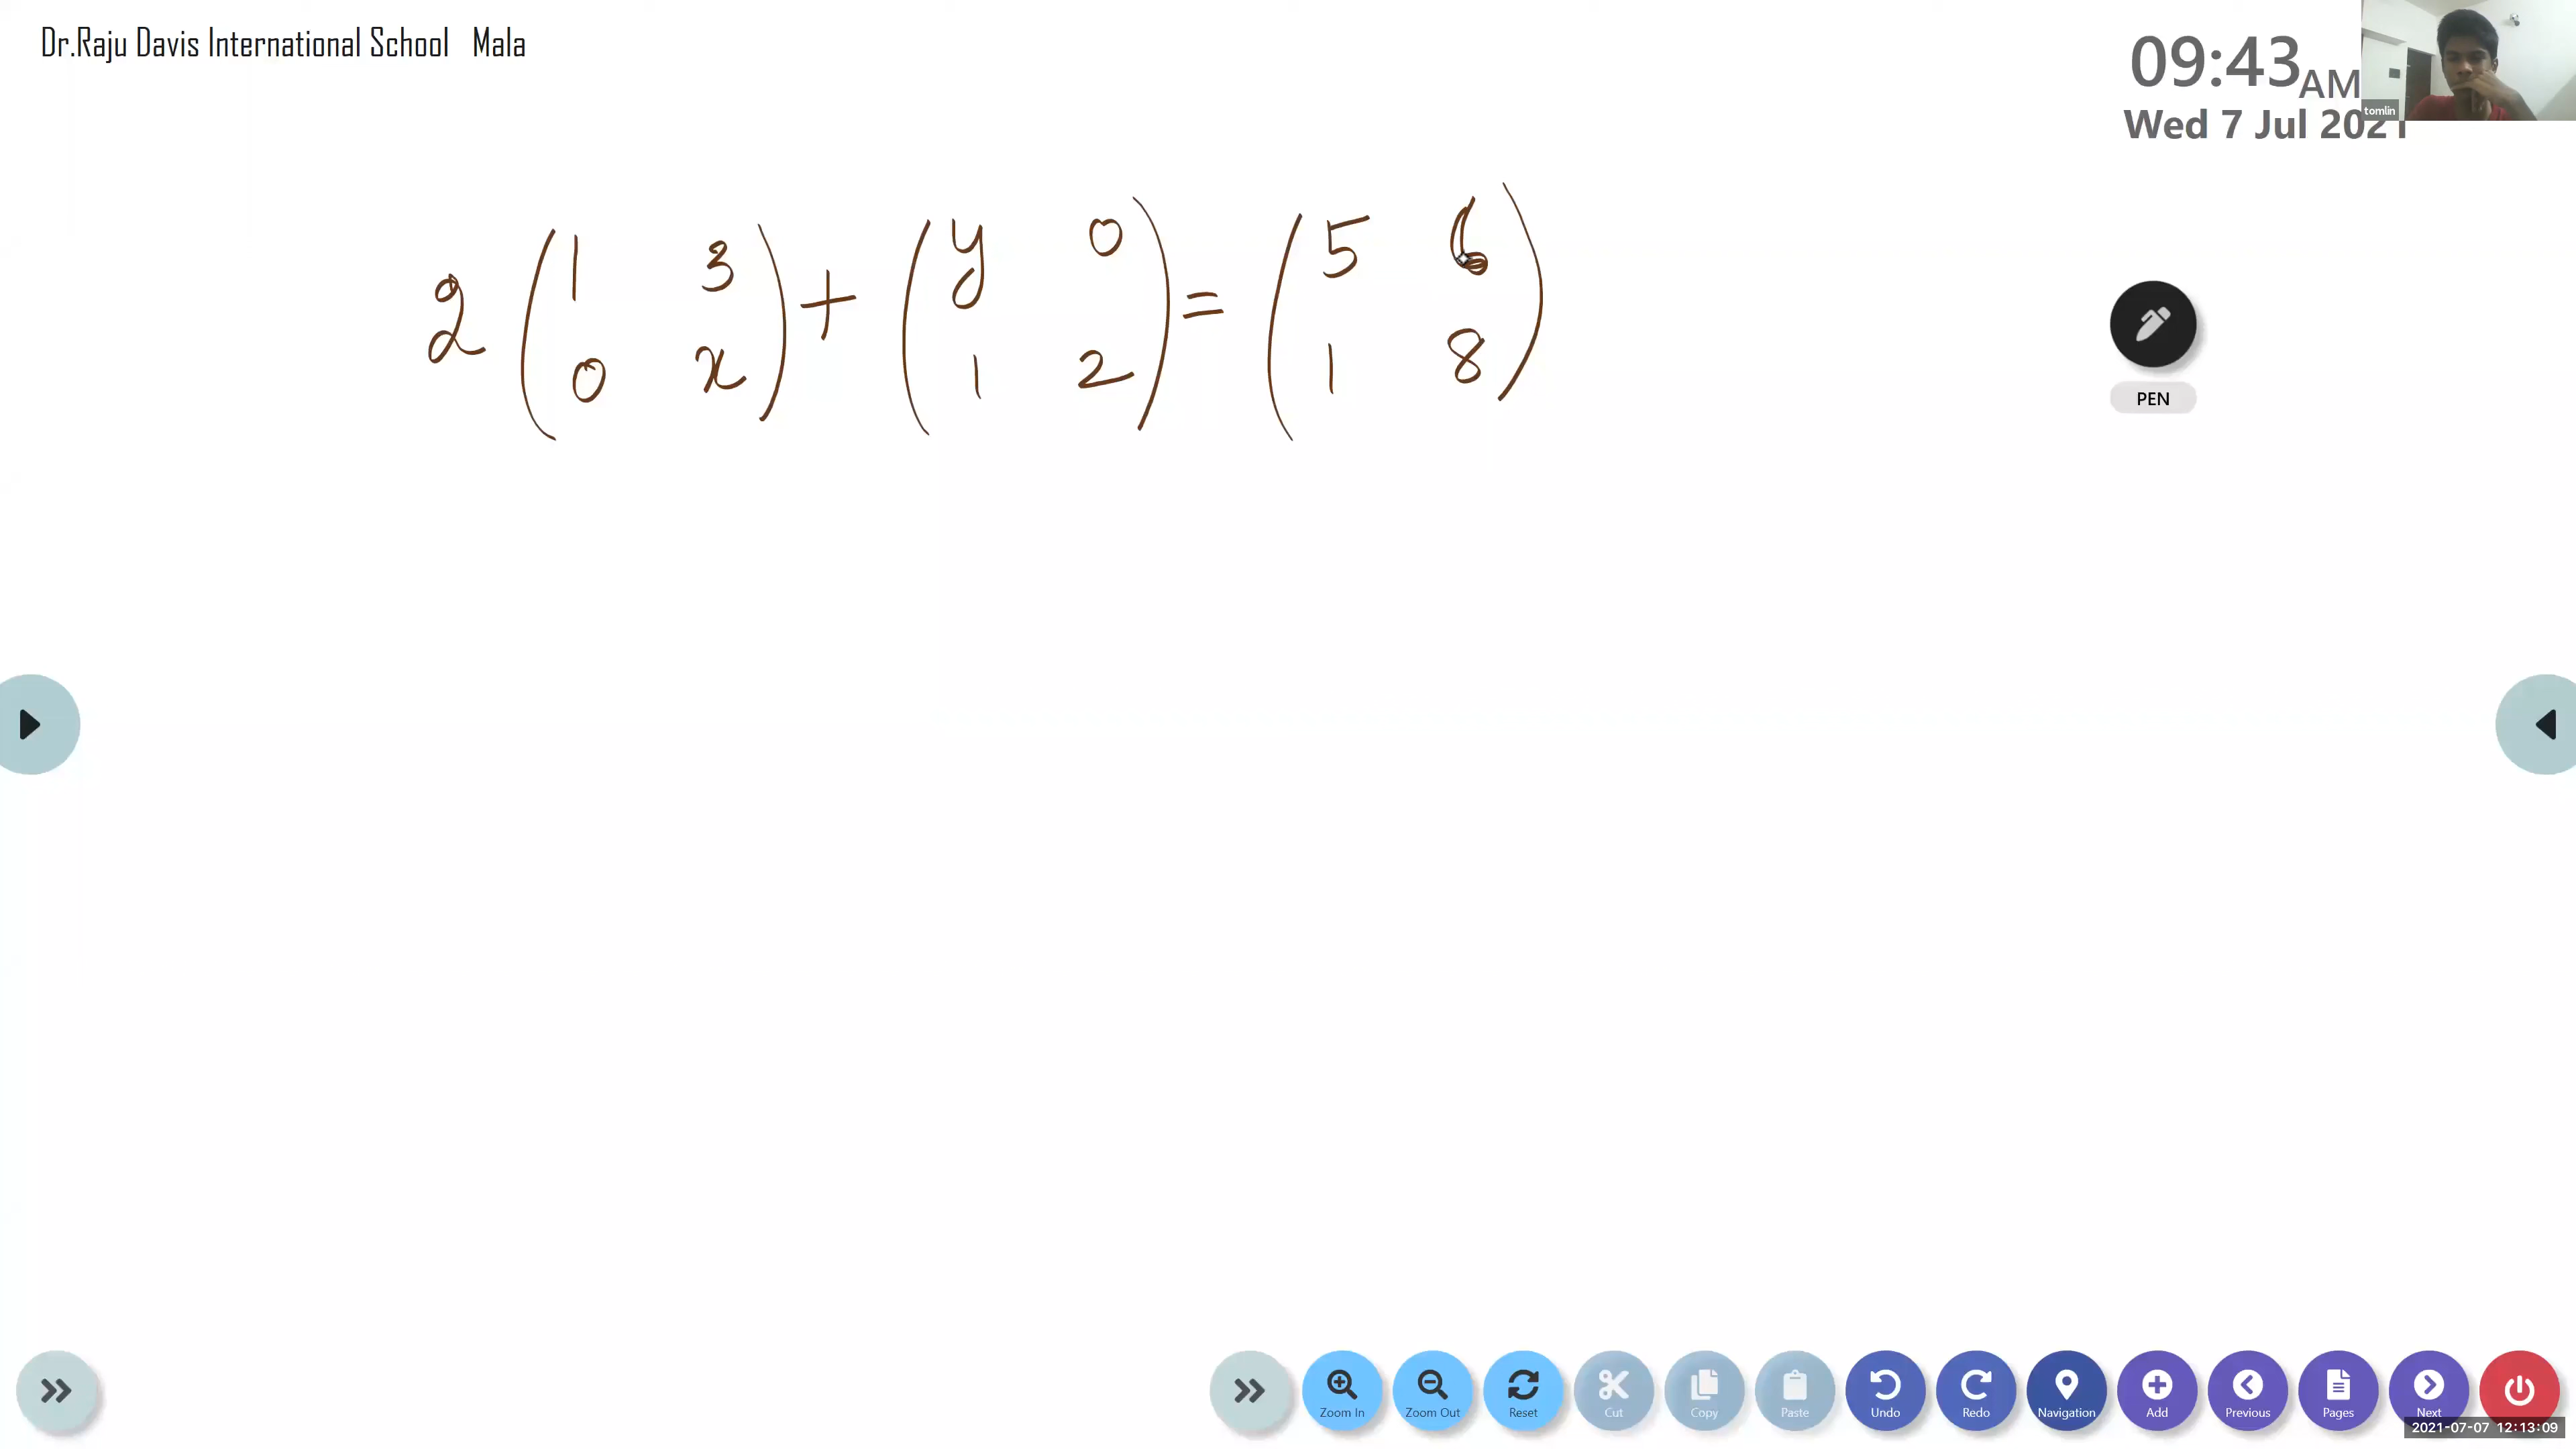 Dr.Raju Davis International School Mala
09:43 AM
tomlin
Wed 7 Jul 2021
2 ( 1 3 ) + ( y 0 ) = ( 5 6 )
( 0 x ) ( 1 2 ) ( 1 8 )
PEN
Zoom In Zoom Out Reset Cut Copy Paste Undo Redo Navigation Add Previous Pages Next
2021-07-07 12:13:09